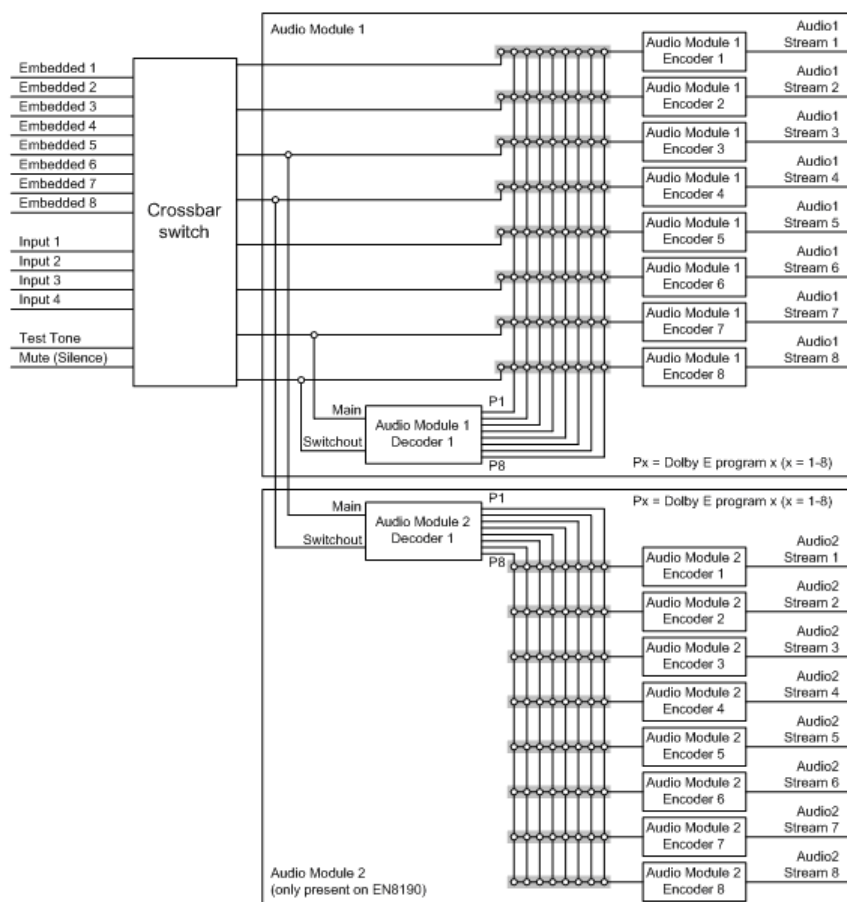 Audio Module 1
Embedded 1
Embedded 2
Embedded 3
Embedded 4
Embedded 5
Embedded 6
Embedded 7
Embedded 8
Input 1
Input 2
Input 3
Input 4
Test Tone
Mute (Silence)
Crossbar
switch
Audio Module 1
Encoder 1
Audio1
Stream 1
Audio Module 1
Encoder 2
Audio1
Stream 2
Audio Module 1
Encoder 3
Audio1
Stream 3
Audio Module 1
Encoder 4
Audio1
Stream 4
Audio Module 1
Encoder 5
Audio1
Stream 5
Audio Module 1
Encoder 6
Audio1
Stream 6
Audio Module 1
Encoder 7
Audio1
Stream 7
Audio Module 1
Encoder 8
Audio1
Stream 8
Main
Switchout
Audio Module 1
Decoder 1
P1
P8
Px = Dolby E program x (x = 1-8)
Px = Dolby E program x (x = 1-8)
Main
Switchout
Audio Module 2
Decoder 1
P1
P8
Audio Module 2
Encoder 1
Audio2
Stream 1
Audio Module 2
Encoder 2
Audio2
Stream 2
Audio Module 2
Encoder 3
Audio2
Stream 3
Audio Module 2
Encoder 4
Audio2
Stream 4
Audio Module 2
Encoder 5
Audio2
Stream 5
Audio Module 2
Encoder 6
Audio2
Stream 6
Audio Module 2
Encoder 7
Audio2
Stream 7
Audio Module 2
Encoder 8
Audio2
Stream 8
Audio Module 2
(only present on EN8190)